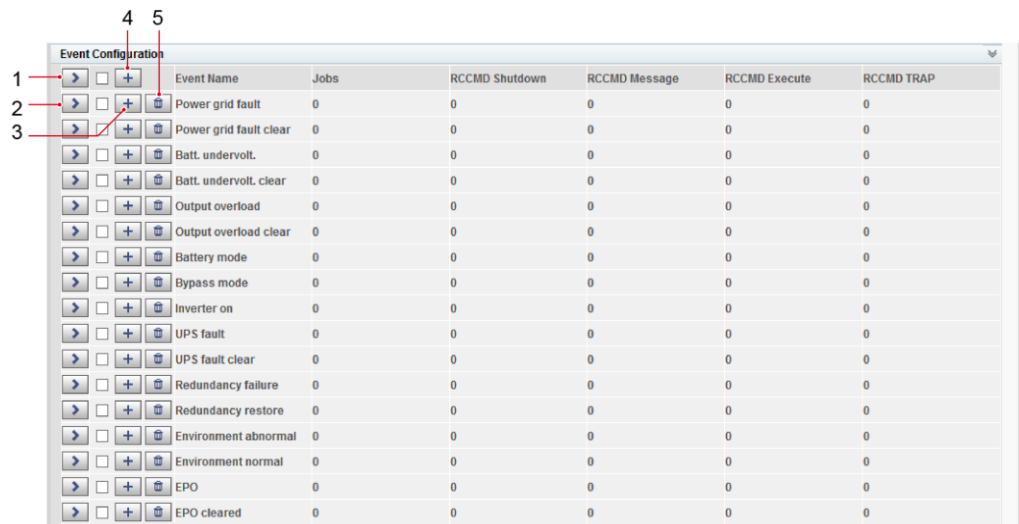 4 5
Event Configuration
1 Event Name Jobs RCCMD Shutdown RCCMD Message RCCMD Execute RCCMD TRAP
2 Power grid fault 0 0 0 0 0
3 Power grid fault clear 0 0 0 0 0
Batt. undervolt. 0 0 0 0 0
Batt. undervolt. clear 0 0 0 0 0
Output overload 0 0 0 0 0
Output overload clear 0 0 0 0 0
Battery mode 0 0 0 0 0
Bypass mode 0 0 0 0 0
Inverter on 0 0 0 0 0
UPS fault 0 0 0 0 0
UPS fault clear 0 0 0 0 0
Redundancy failure 0 0 0 0 0
Redundancy restore 0 0 0 0 0
Environment abnormal 0 0 0 0 0
Environment normal 0 0 0 0 0
EPO 0 0 0 0 0
EPO cleared 0 0 0 0 0